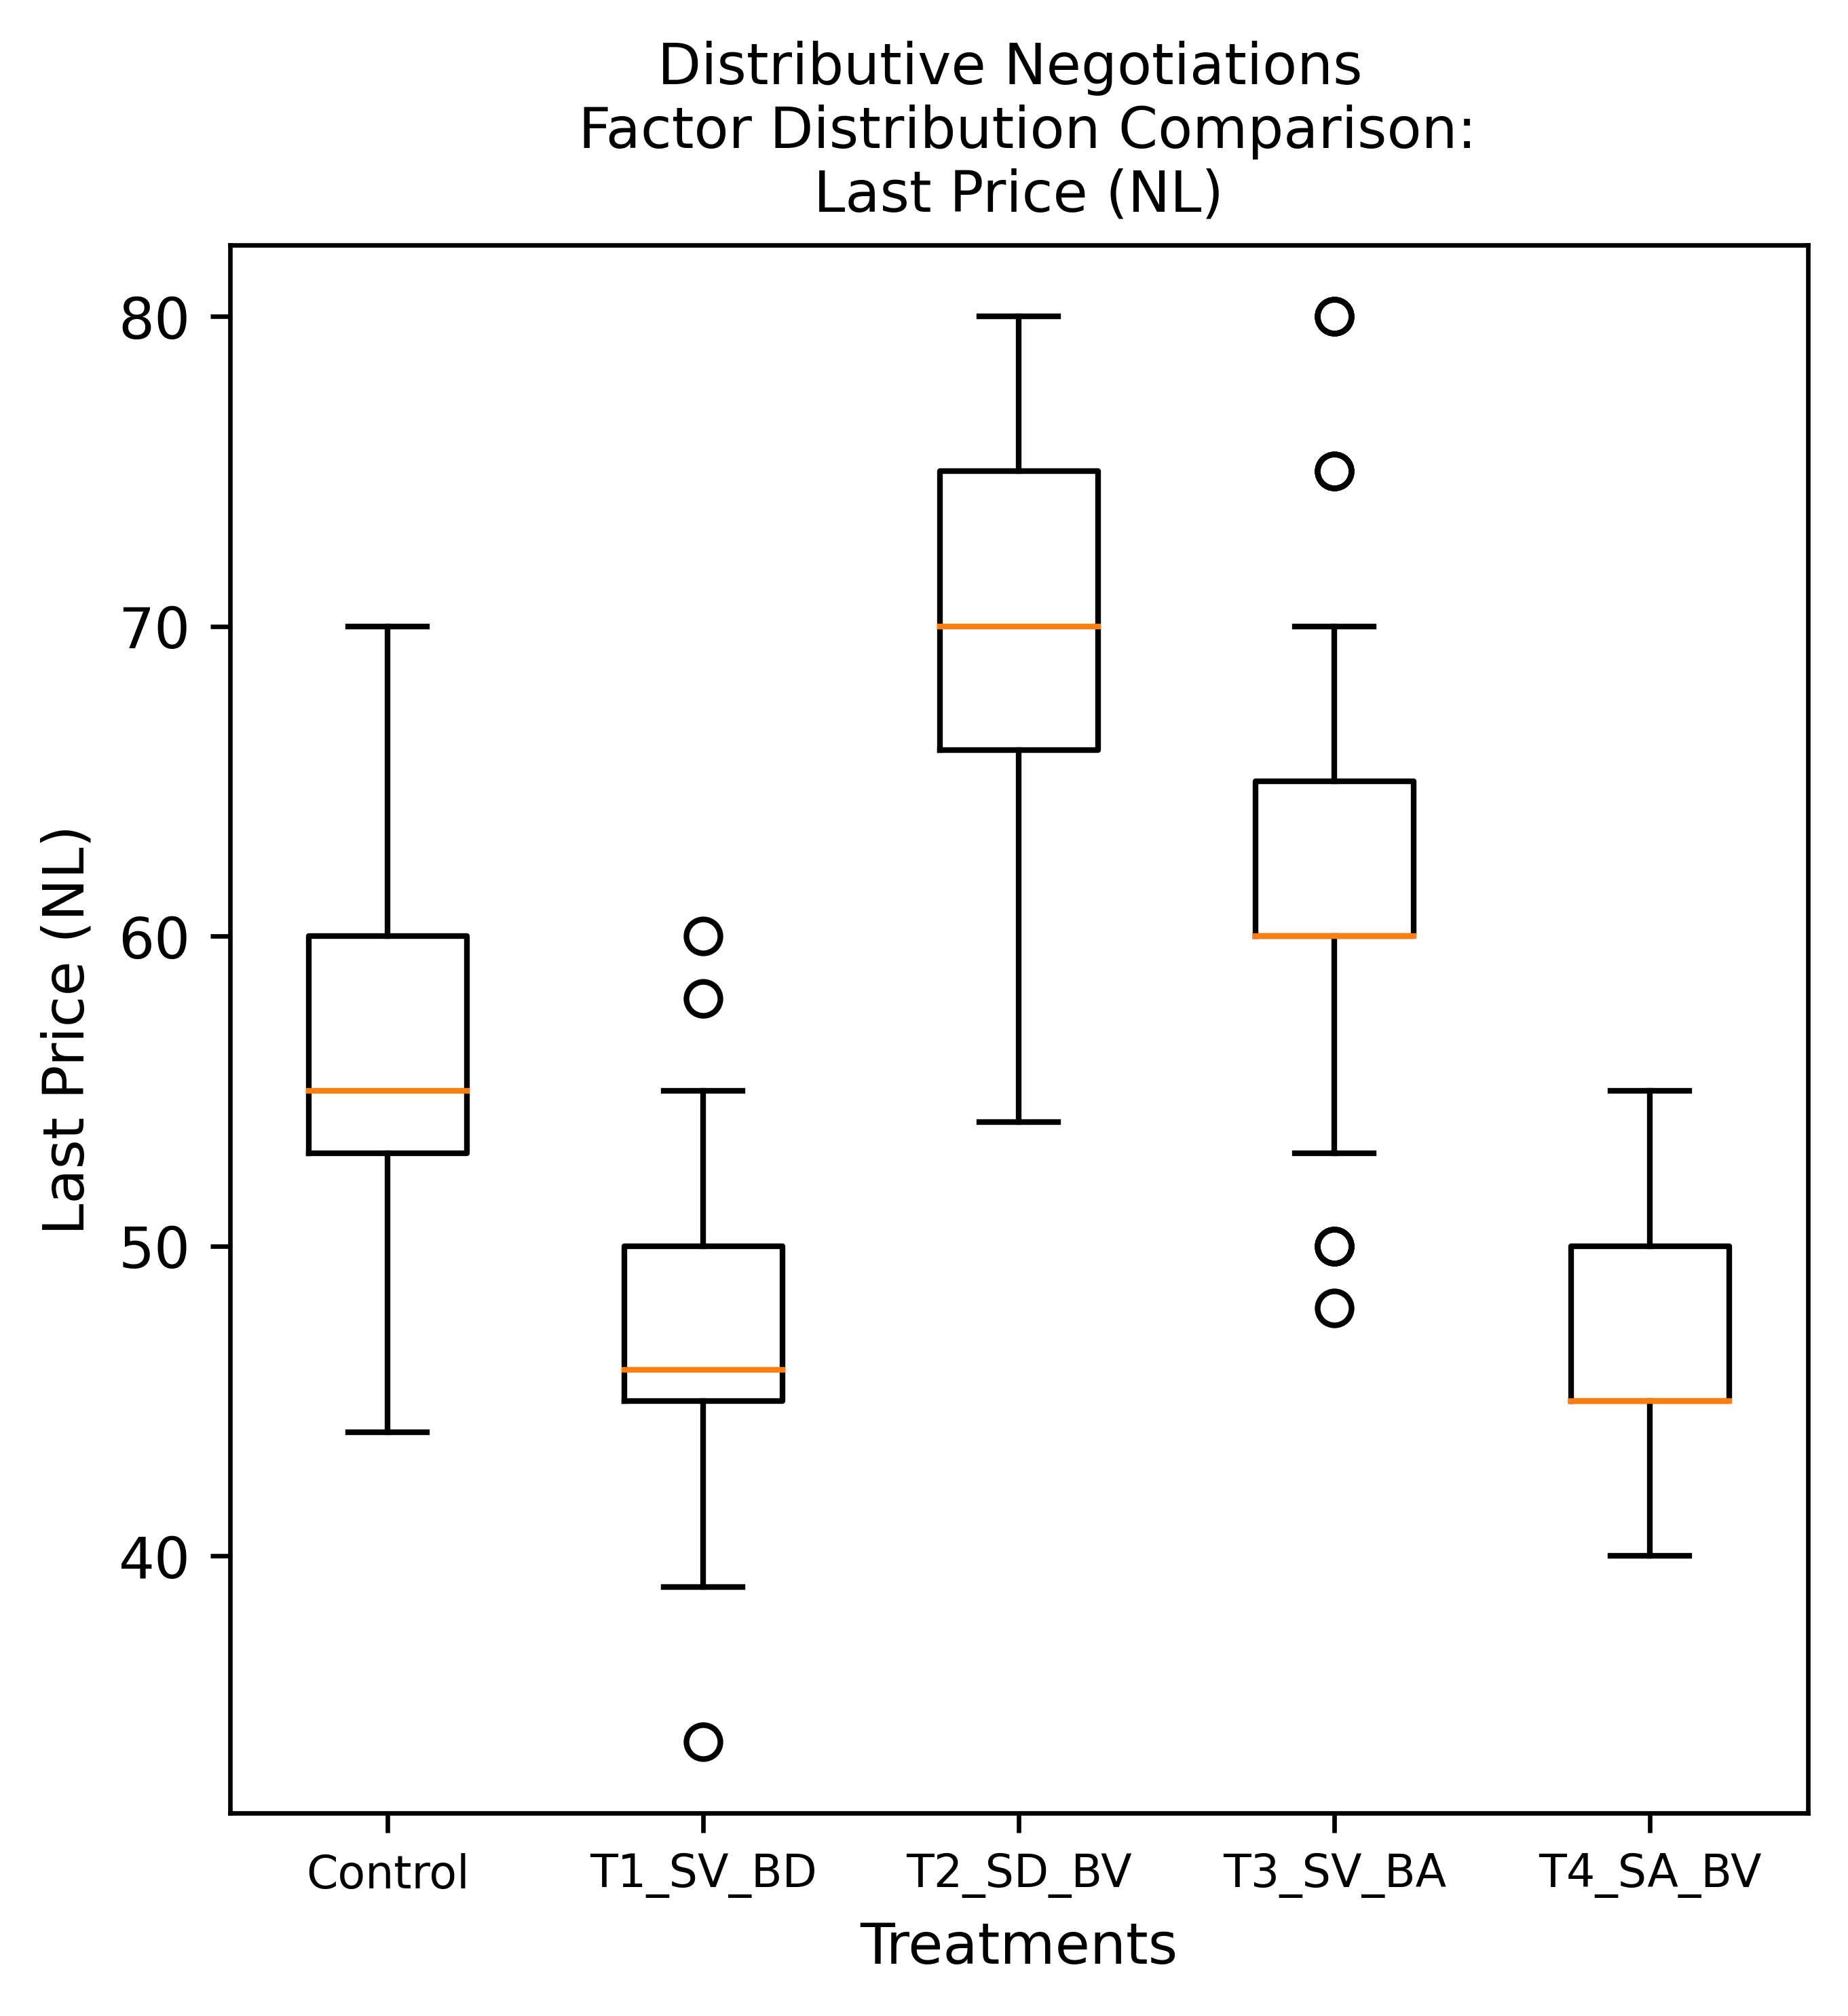 Distributive Negotiations
Factor Distribution Comparison:
Last Price (NL)
80
70
60
50
40
Last Price (NL)
Control T1_SV_BD T2_SD_BV T3_SV_BA T4_SA_BV
Treatments